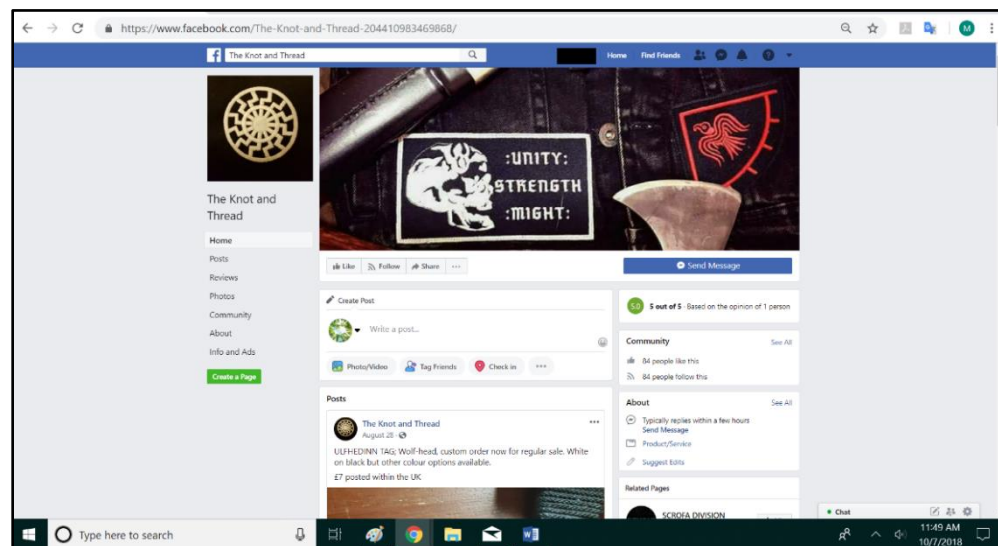 https://www.facebook.com/The-Knot-and-Thread-204410983469868/
M
f
The Knot and Thread
Home
Find Friends
:UNITY:
STRENGTH
:MIGHT:
The Knot and
Thread
Home
Posts
Reviews
Photos
Community
About
Info and Ads
Create a Page
Like
Follow
Share
Send Message
Create Post
Write a post...
Photo/Video
Tag Friends
Check in
Posts
The Knot and Thread
August 28
ULFHEDINN TAG; Wolf-head, custom order now for regular sale. White
on black but other colour options available.
£7 posted within the UK
5.0
5 out of 5 · Based on the opinion of 1 person
Community
See All
84 people like this
84 people follow this
About
See All
Typically replies within a few hours
Send Message
Product/Service
Suggest Edits
Related Pages
SCROFA DIVISION
Chat
Type here to search
11:49 AM
10/7/2018